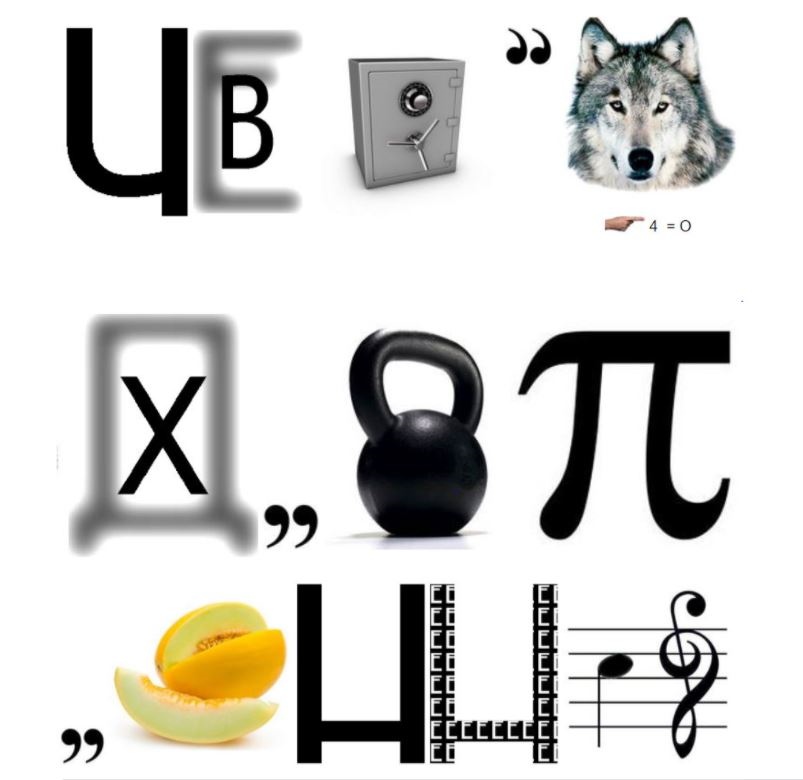 Ч Е В “
4 = О
Д Х ” π
” Н Н